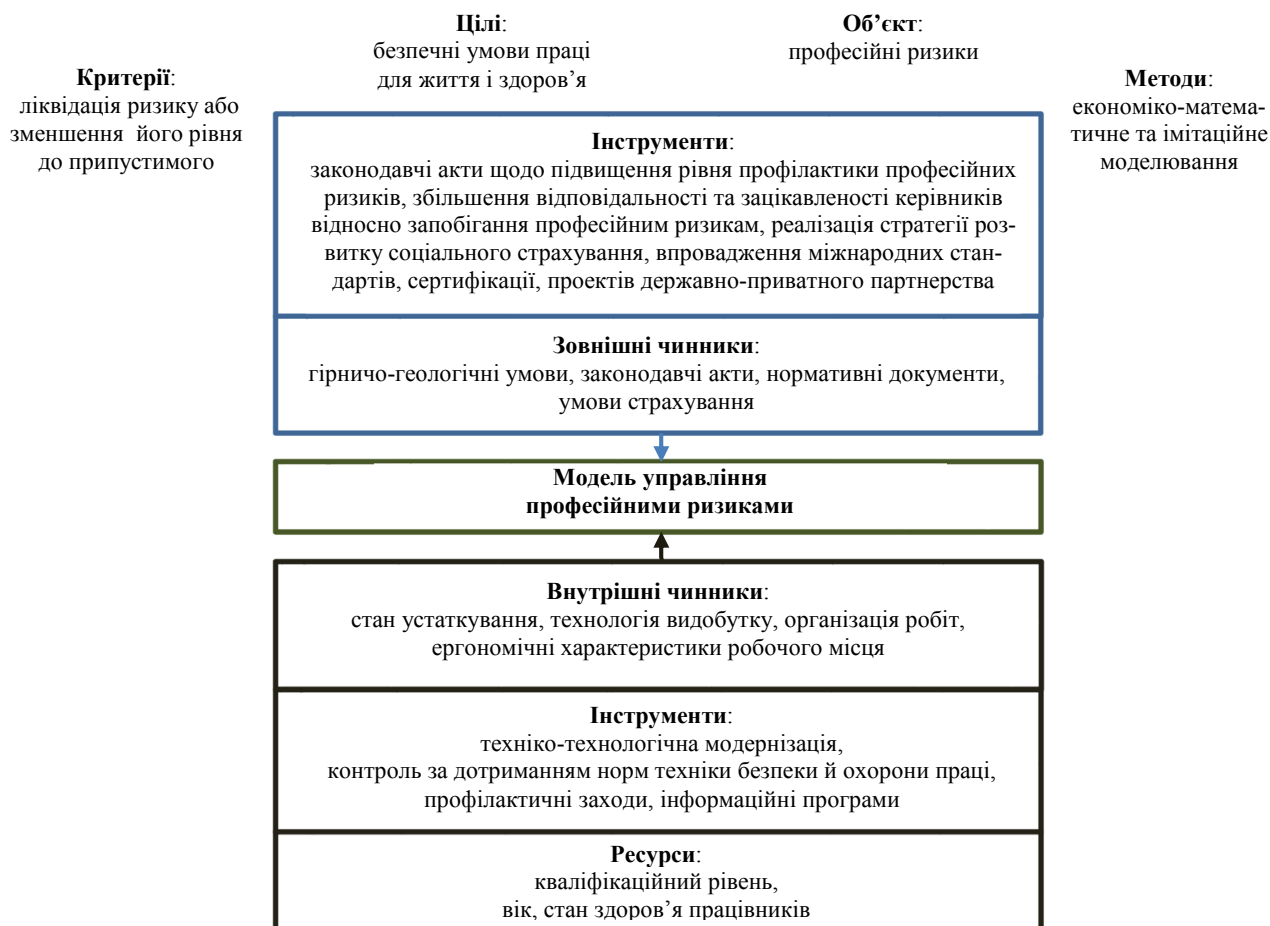 Цілі:
безпечні умови праці
для життя і здоров’я
Об’єкт:
професійні ризики
Критерії:
ліквідація ризику або
зменшення його рівня
до припустимого
Методи:
економіко-матема-
тичне та імітаційне
моделювання
Інструменти:
законодавчі акти щодо підвищення рівня профілактики професійних
ризиків, збільшення відповідальності та зацікавленості керівників
відносно запобігання професійним ризикам, реалізація стратегії роз-
витку соціального страхування, впровадження міжнародних стан-
дартів, сертифікації, проектів державно-приватного партнерства
Зовнішні чинники:
гірничо-геологічні умови, законодавчі акти, нормативні документи,
умови страхування
Модель управління
професійними ризиками
Внутрішні чинники:
стан устаткування, технологія видобутку, організація робіт,
ергономічні характеристики робочого місця
Інструменти:
техніко-технологічна модернізація,
контроль за дотриманням норм техніки безпеки й охорони праці,
профілактичні заходи, інформаційні програми
Ресурси:
кваліфікаційний рівень,
вік, стан здоров’я працівників